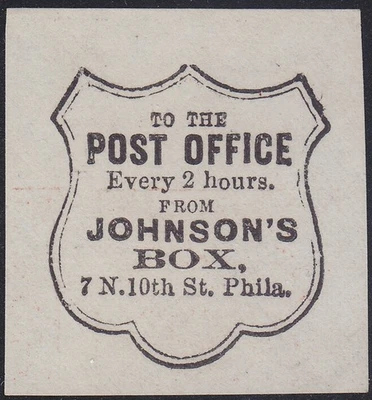 TO THE
POST OFFICE
Every 2 hours.
FROM
JOHNSON'S
BOX,
7 N. 10th St. Phila.